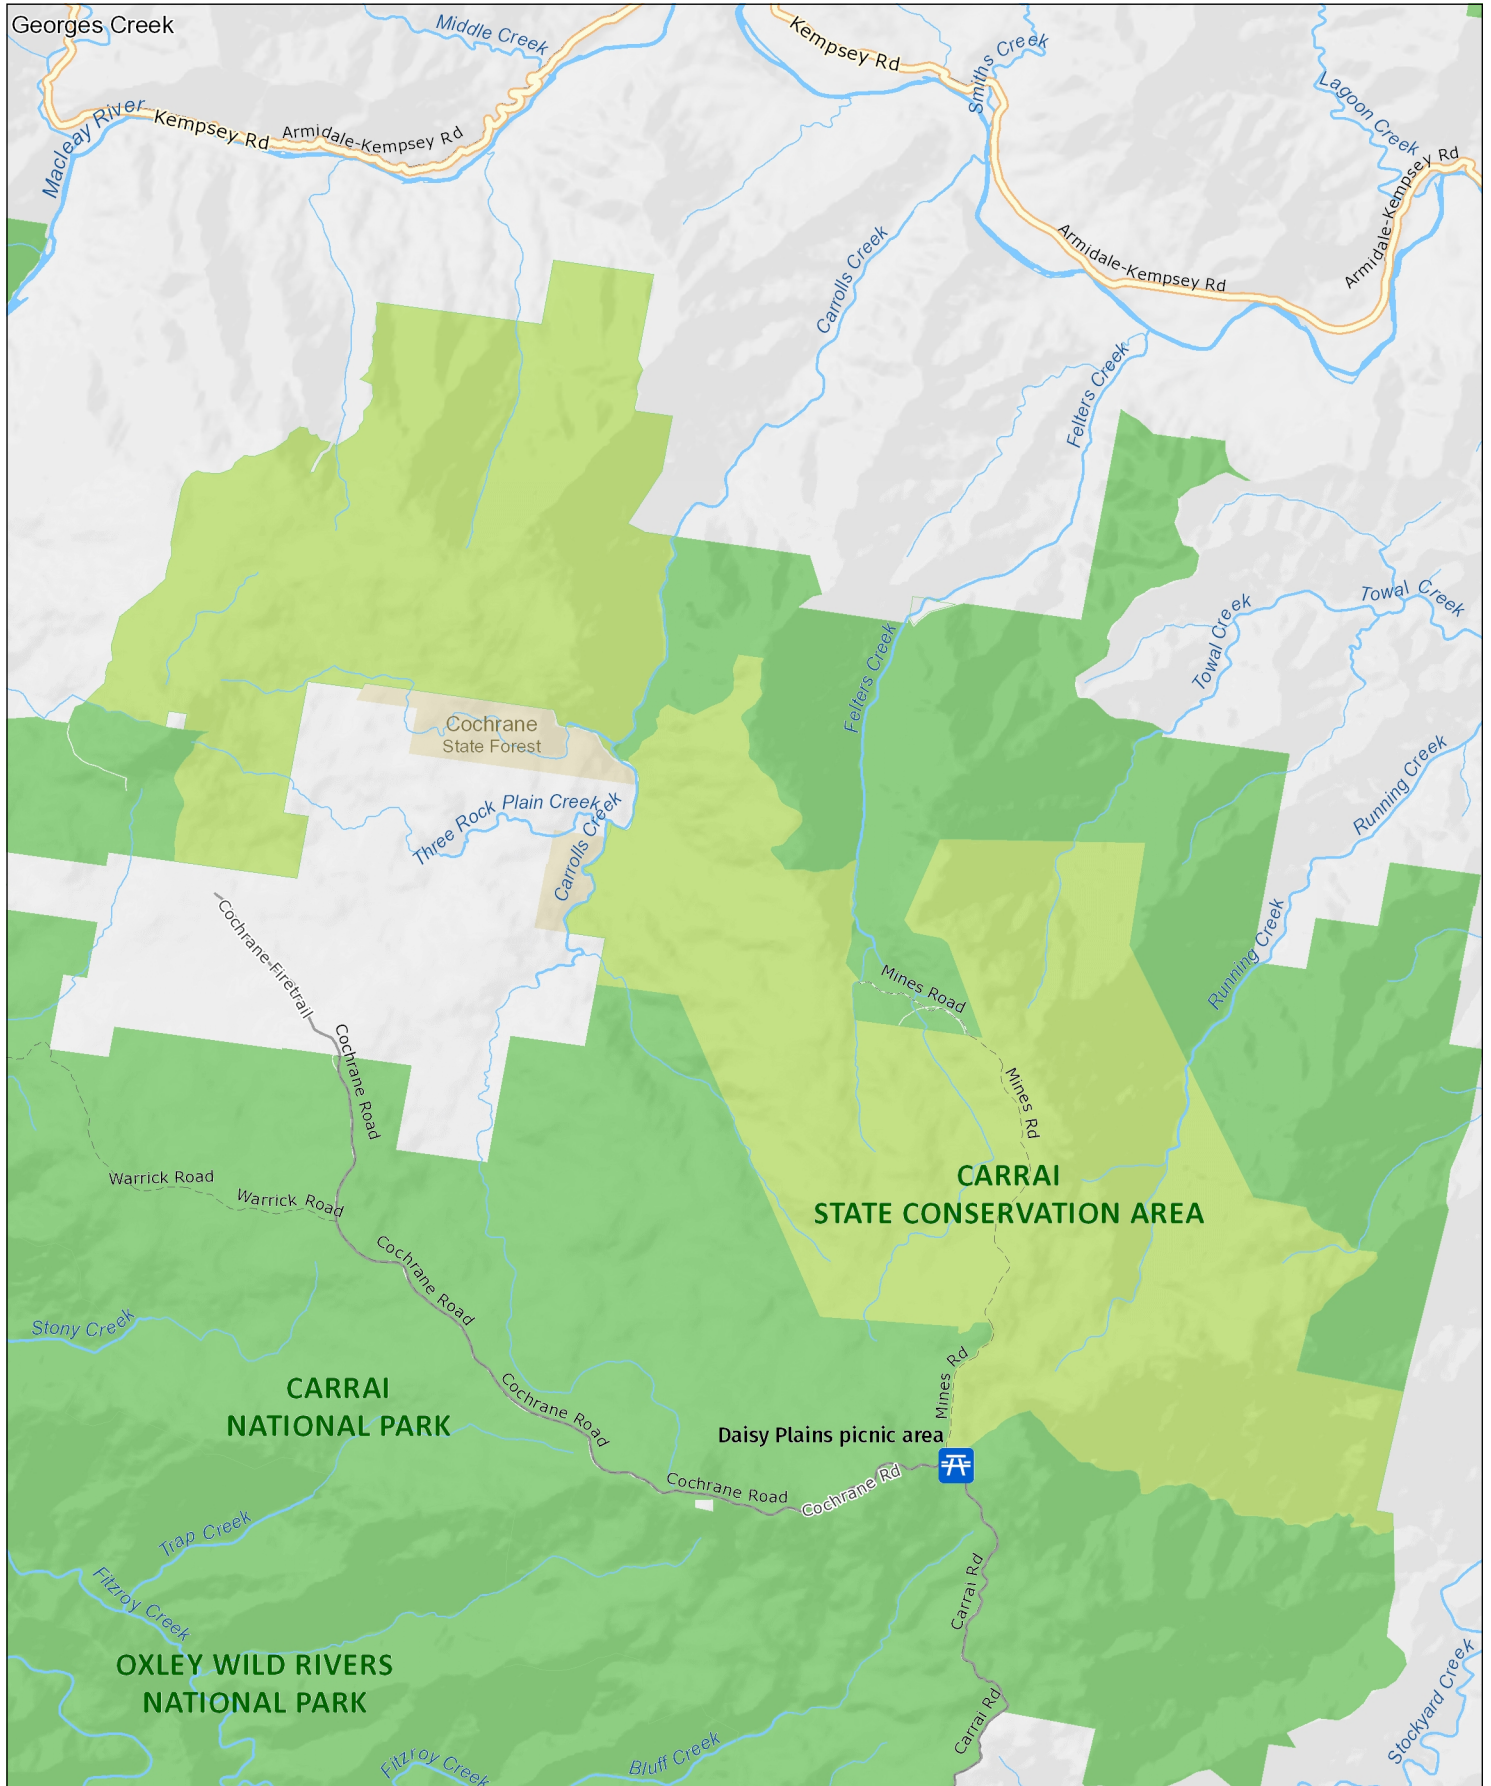 Georges Creek
Middle Creek
Kempsey Rd
Smiths Creek
Lagoon Creek
Macleay River
Kempsey Rd
Armidale-Kempsey Rd
Armidale-Kempsey Rd
Armidale-Kempsey Rd
Carrolls Creek
Felters Creek
Towal Creek
Towal Creek
Felters Creek
Cochrane
State Forest
Running Creek
Three Rock Plain Creek
Carrolls Creek
Cochrane Firetrail
Running Creek
Mines Road
Cochrane Road
Mines Rd
Warrick Road
Warrick Road
CARRAI
STATE CONSERVATION AREA
Cochrane Road
Stony Creek
Mines Rd
CARRAI
NATIONAL PARK
Cochrane Road
Daisy Plains picnic area
Cochrane Road
Cochrane Rd
Trap Creek
Fitzroy Creek
Carrai Rd
OXLEY WILD RIVERS
NATIONAL PARK
Carrai Rd
Stockyard Creek
Bluff Creek
Fitzroy Creek